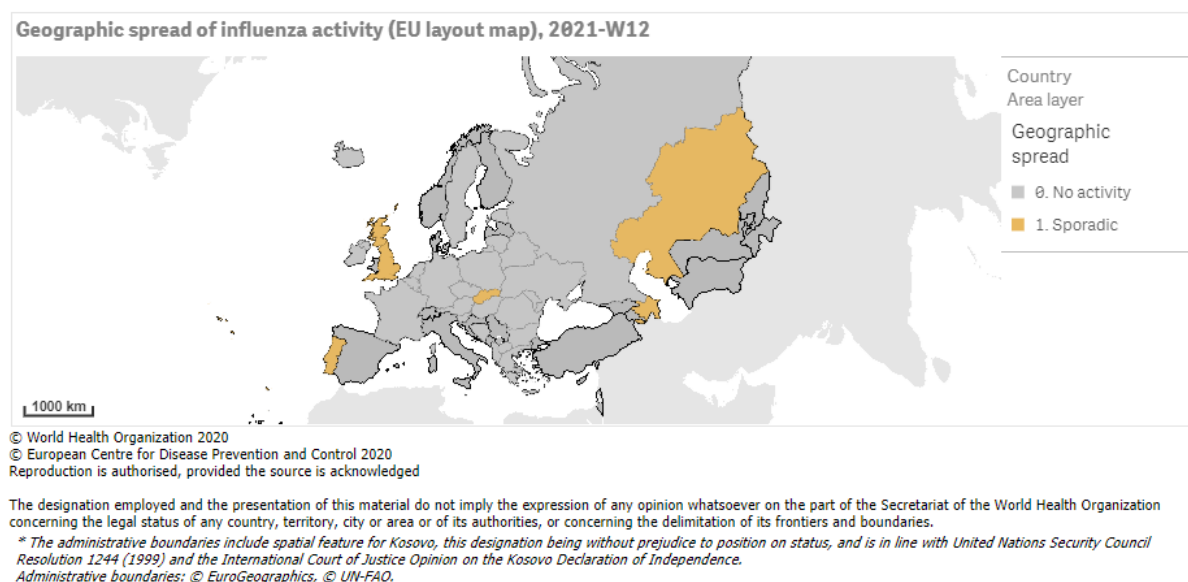 Geographic spread of influenza activity (EU layout map), 2021-W12
Country
Area layer
Geographic
spread
0. No activity
1. Sporadic
1000 km
© World Health Organization 2020
© European Centre for Disease Prevention and Control 2020
Reproduction is authorised, provided the source is acknowledged
The designation employed and the presentation of this material do not imply the expression of any opinion whatsoever on the part of the Secretariat of the World Health Organization
concerning the legal status of any country, territory, city or area or of its authorities, or concerning the delimitation of its frontiers and boundaries.
* The administrative boundaries include spatial feature for Kosovo, this designation being without prejudice to position on status, and is in line with United Nations Security Council
Resolution 1244 (1999) and the International Court of Justice Opinion on the Kosovo Declaration of Independence.
Administrative boundaries: © EuroGeographics, © UN-FAO.